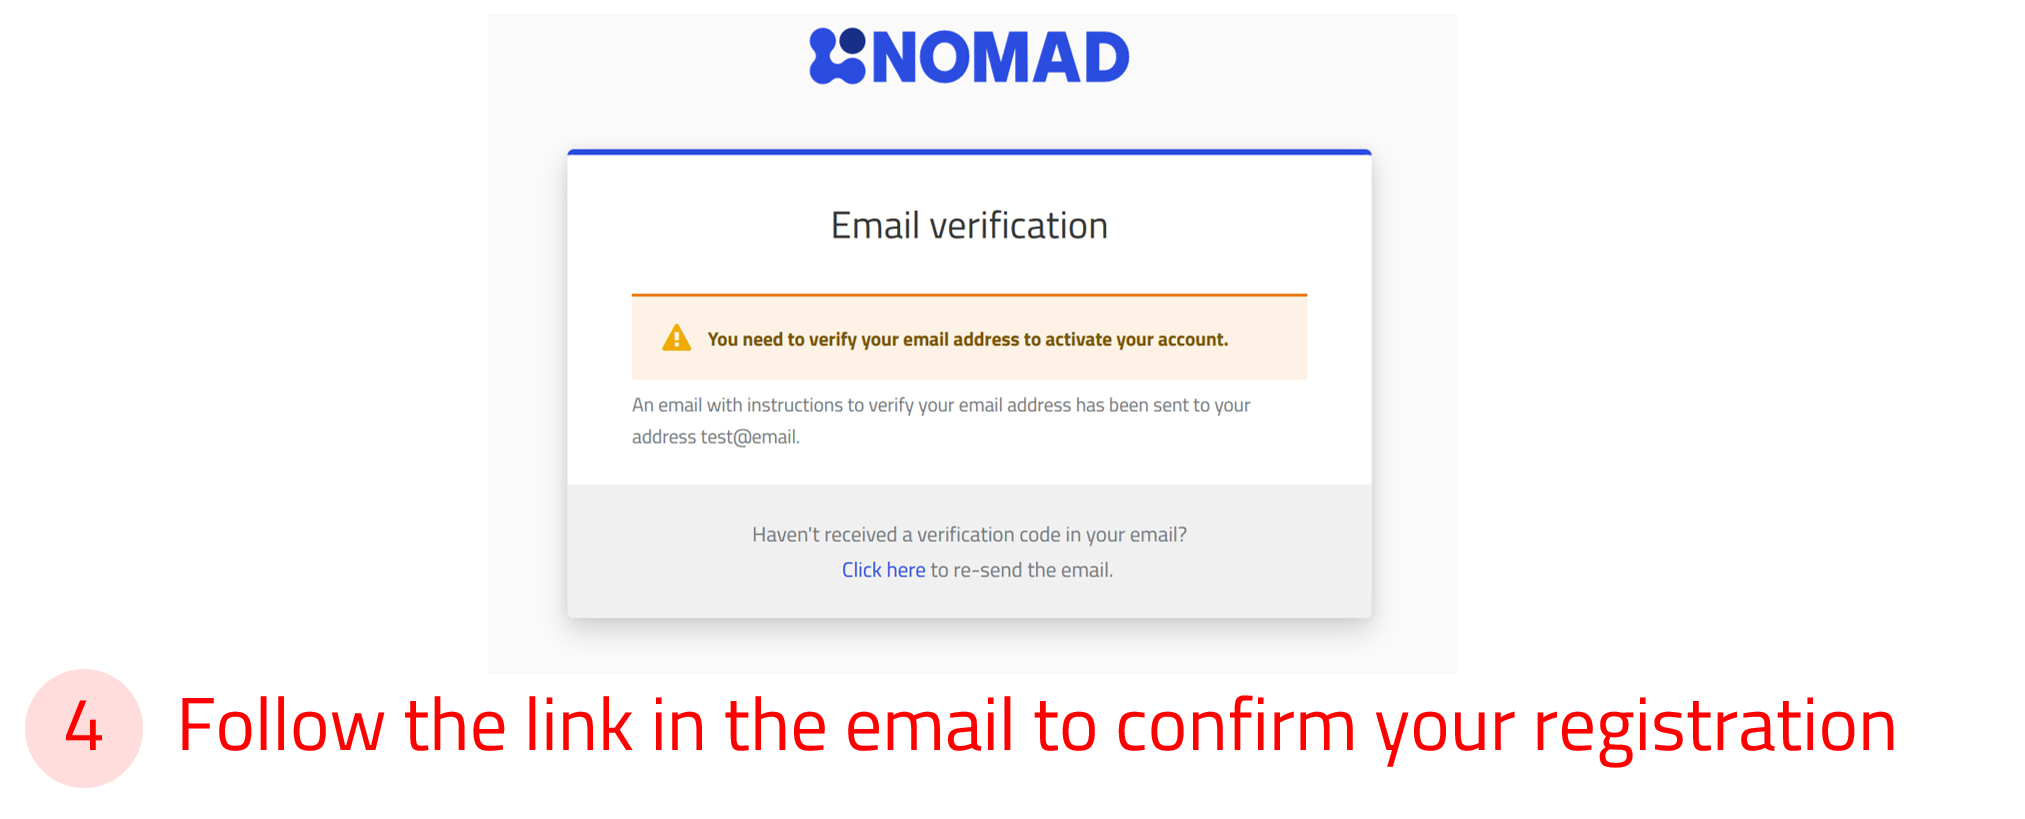 NOMAD
Email verification
You need to verify your email address to activate your account.
An email with instructions to verify your email address has been sent to your
address test@email.
Haven't received a verification code in your email?
Click here to re-send the email.
4 Follow the link in the email to confirm your registration